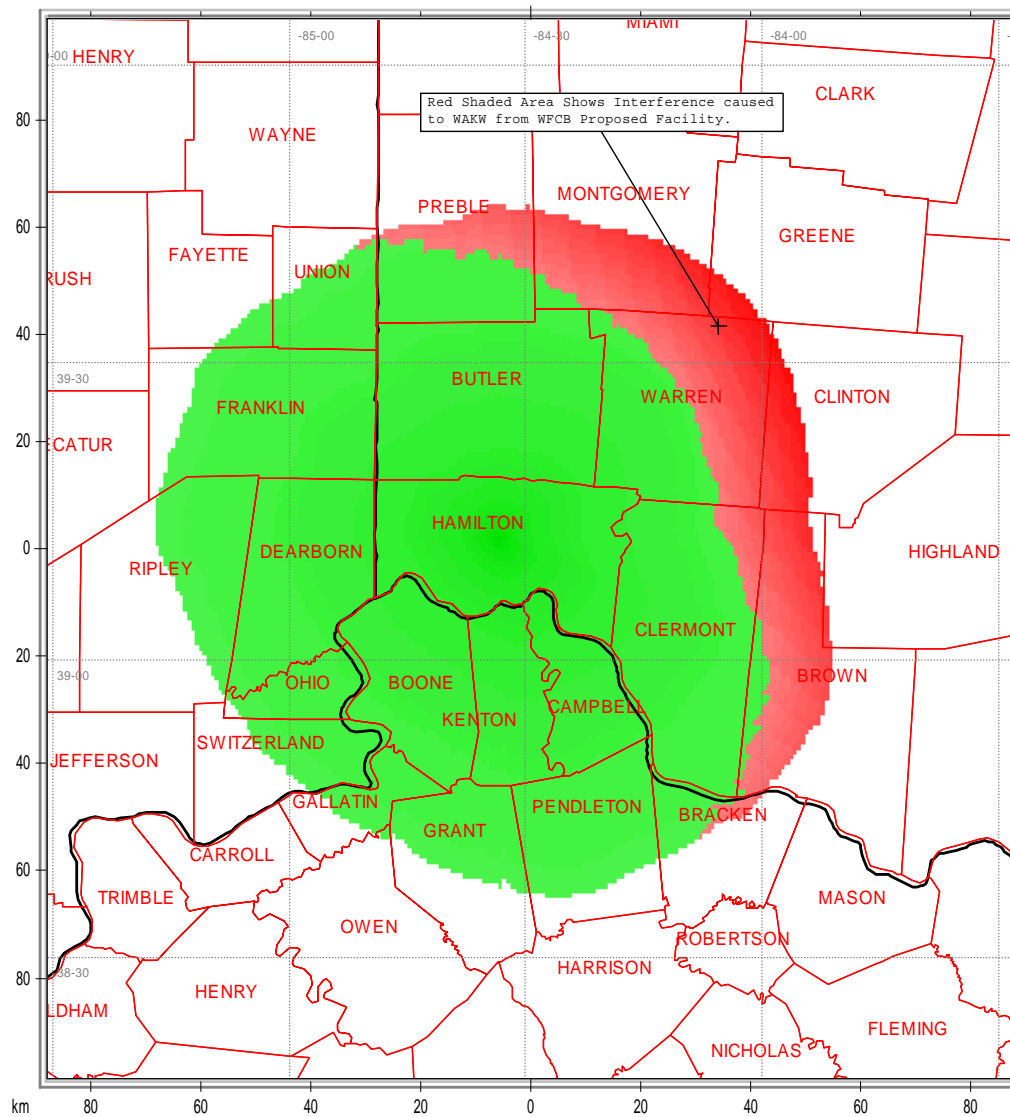 MIAMI
-85-00
-84-30
-84-00
-00
HENRY
CLARK
Red Shaded Area Shows Interference caused
to WAKW from WFCB Proposed Facility.
80
WAYNE
MONTGOMERY
PREBLE
60
GREENE
FAYETTE
UNION
RUSH
40
39-30
BUTLER
WARREN
CLINTON
FRANKLIN
20
ECATUR
HAMILTON
0
DEARBORN
HIGHLAND
RIPLEY
CLERMONT
20
39-00
BROWN
OHIO
BOONE
CAMPBELL
KENTON
SWITZERLAND
40
JEFFERSON
GALLATIN
PENDLETON
BRACKEN
GRANT
CARROLL
60
TRIMBLE
MASON
OWEN
ROBERTSON
HARRISON
80
38-30
HENRY
LDHAM
FLEMING
NICHOLAS
km
80
60
40
20
0
20
40
60
80